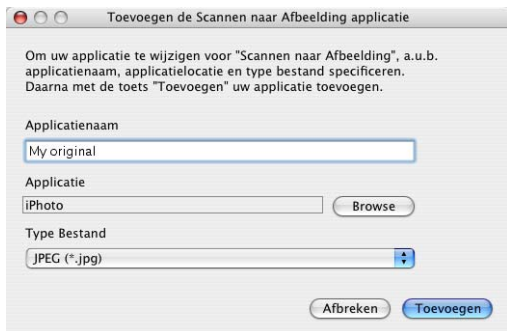 Toevoegen de Scannen naar Afbeelding applicatie
Om uw applicatie te wijzigen voor "Scannen naar Afbeelding", a.u.b.
applicatienaam, applicatielocatie en type bestand specificeren.
Daarna met de toets "Toevoegen" uw applicatie toevoegen.
Applicatienaam
My original
Applicatie
iPhoto
Browse
Type Bestand
JPEG (*.jpg)
Afbreken
Toevoegen